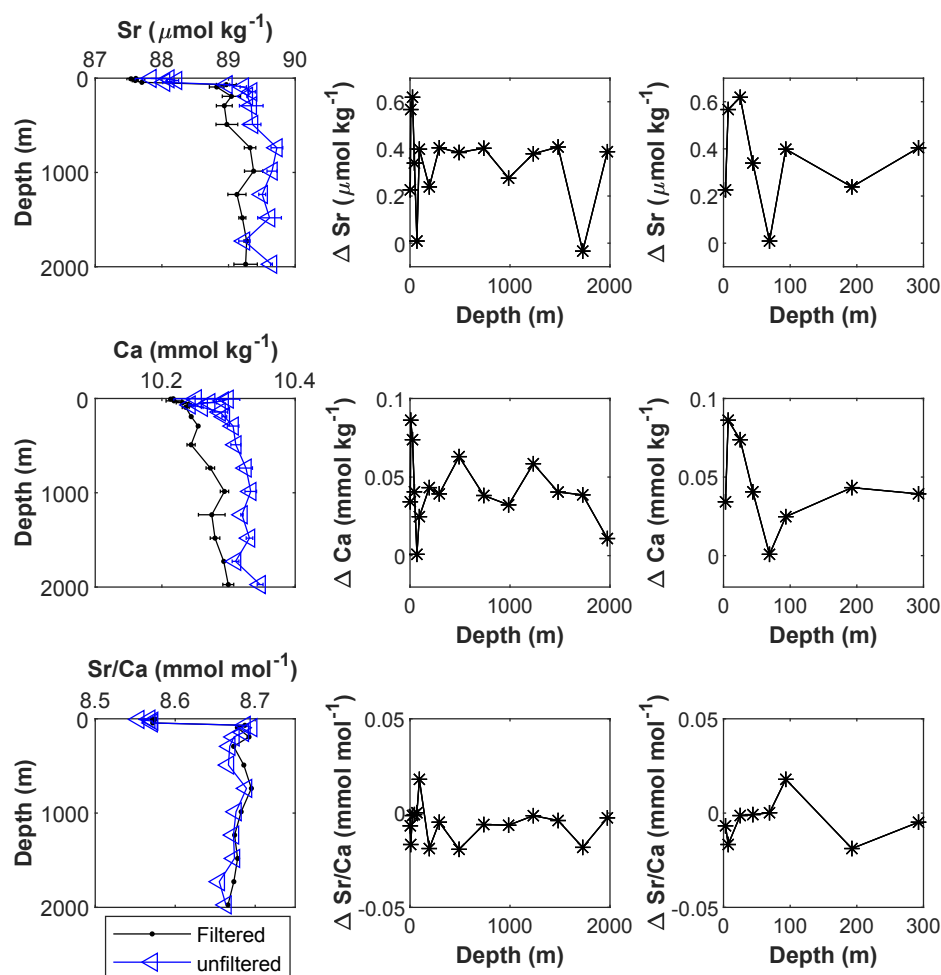 Sr (μmol kg⁻¹)
87 88 89 90
0
1000
2000
Depth (m)
0.6
0.4
0.2
0
Δ Sr (μmol kg⁻¹)
0 1000 2000
Depth (m)
0.6
0.4
0.2
0
Δ Sr (μmol kg⁻¹)
0 100 200 300
Depth (m)
Ca (mmol kg⁻¹)
10.2 10.4
0
1000
2000
Depth (m)
0.1
0.05
0
Δ Ca (mmol kg⁻¹)
0 1000 2000
Depth (m)
0.1
0.05
0
Δ Ca (mmol kg⁻¹)
0 100 200 300
Depth (m)
Sr/Ca (mmol mol⁻¹)
8.5 8.6 8.7
0
1000
2000
Depth (m)
Filtered
unfiltered
0.05
0
-0.05
Δ Sr/Ca (mmol mol⁻¹)
0 1000 2000
Depth (m)
0.05
0
-0.05
Δ Sr/Ca (mmol mol⁻¹)
0 100 200 300
Depth (m)